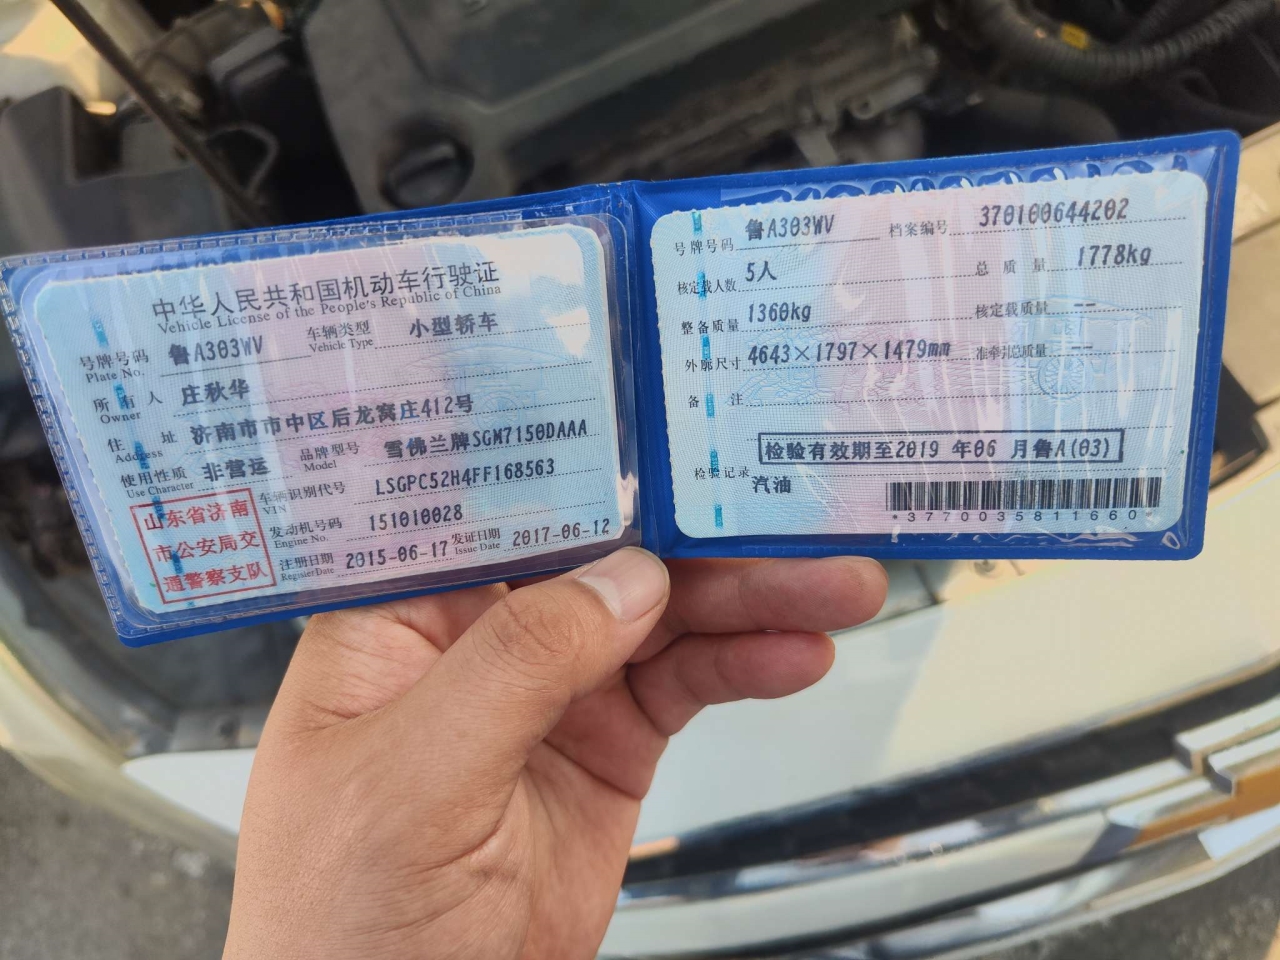 中华人民共和国机动车行驶证
Vehicle License of the People's Republic of China
号牌号码 鲁A303WV 车辆类型 小型轿车
Plate No. Vehicle Type
所有人 庄秋华
Owner
住址 济南市市中区后龙窝庄412号
Address
使用性质 非营运 品牌型号 雪佛兰牌SGM7150DAAA
Use Character Model
车辆识别代号 LSGPC52H4FF168563
VIN
发动机号码 151010028
Engine No.
注册日期 2015-06-17 发证日期 2017-06-12
Register Date Issue Date
山东省济南
市公安局交
通警察支队
号牌号码 鲁A303WV 档案编号 370100644202
核定载人数 5人 总质量 1778kg
整备质量 1360kg 核定载质量 --
外廓尺寸 4643×1797×1479mm 准牵引总质量 --
备注
检验有效期至2019 年06 月鲁A(03)
检验记录
汽油
*3770035811660*